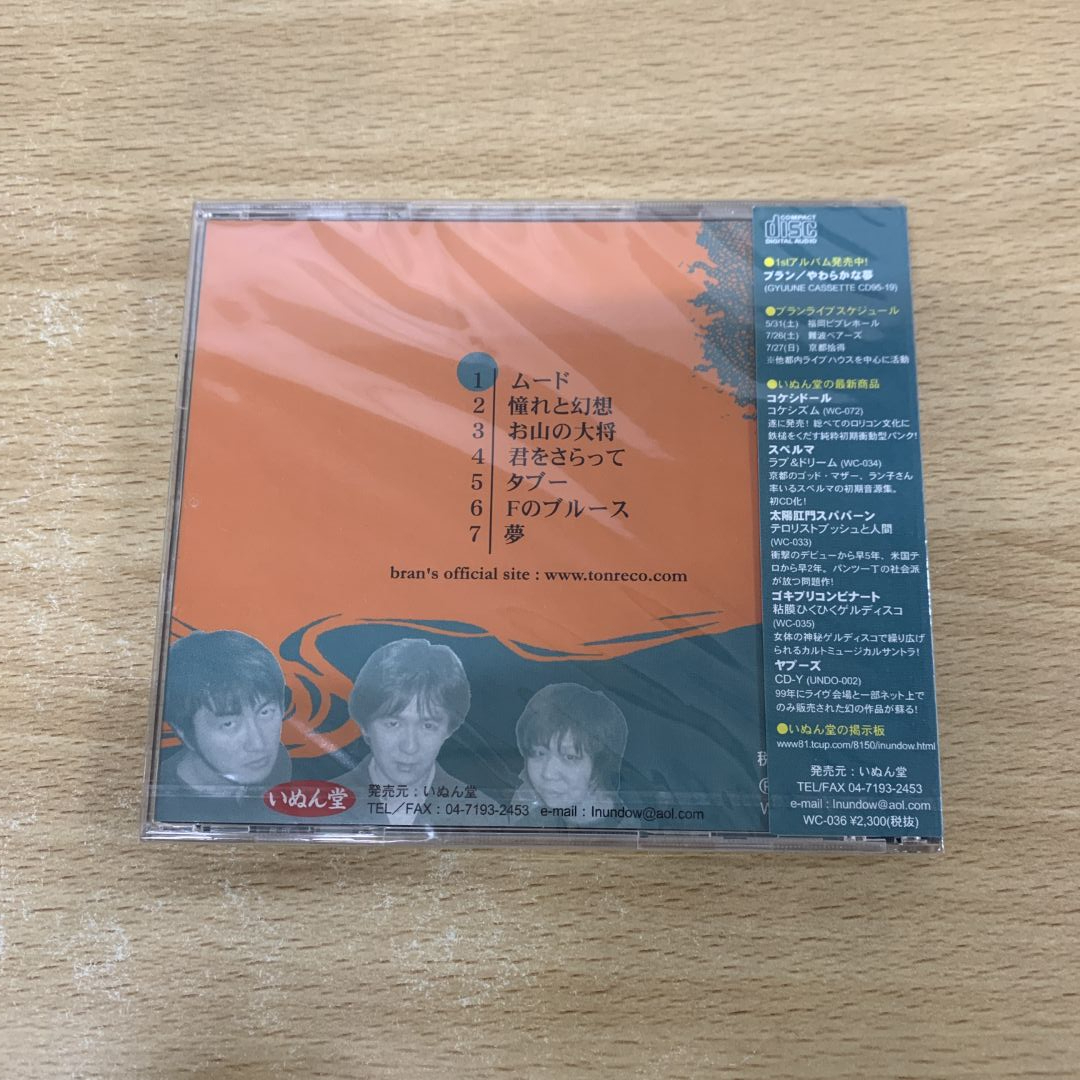 1 ムード
2 憧れと幻想
3 お山の大将
4 君をさらって
5 タブー
6 Fのブルース
7 夢
bran's official site : www.tonreco.com
いぬん堂
発売元:いぬん堂
TEL/FAX : 04-7193-2453 e-mail : Inundow@aol.com
税
Ⓟ
W
COMPACT
disc
DIGITAL AUDIO
●1stアルバム発売中!
ブラン/やわらかな夢
(GYUUNE CASSETTE CD95-19)
●ブランライブスケジュール
5/31(土) 福岡ビブレホール
7/26(土) 難波ベアーズ
7/27(日) 京都拾得
※他都内ライブハウスを中心に活動
●いぬん堂の最新商品
コケシドール
コケシズム (WC-072)
遂に発売!総べてのロリコン文化に
鉄槌をくだす純粋初期衝動型パンク!
スペルマ
ラブ&ドリーム (WC-034)
京都のゴッド・マザー、ラン子さん
率いるスペルマの初期音源集。
初CD化!
太陽肛門スパパーン
テロリストブッシュと人間
(WC-033)
衝撃のデビューから早5年、米国テ
ロから早2年。パンツ一丁の社会派
が放つ問題作!
ゴキブリコンビナート
粘膜ひくひくゲルディスコ
(WC-035)
女体の神秘ゲルディスコで繰り広げ
られるカルトミュージカルサントラ!
ヤプーズ
CD-Y (UNDO-002)
99年にライヴ会場と一部ネット上で
のみ販売された幻の作品が蘇る!
●いぬん堂の掲示板
www81.tcup.com/8150/inundow.html
発売元:いぬん堂
TEL/FAX 04-7193-2453
e-mail : Inundow@aol.com
WC-036 ¥2,300(税抜)